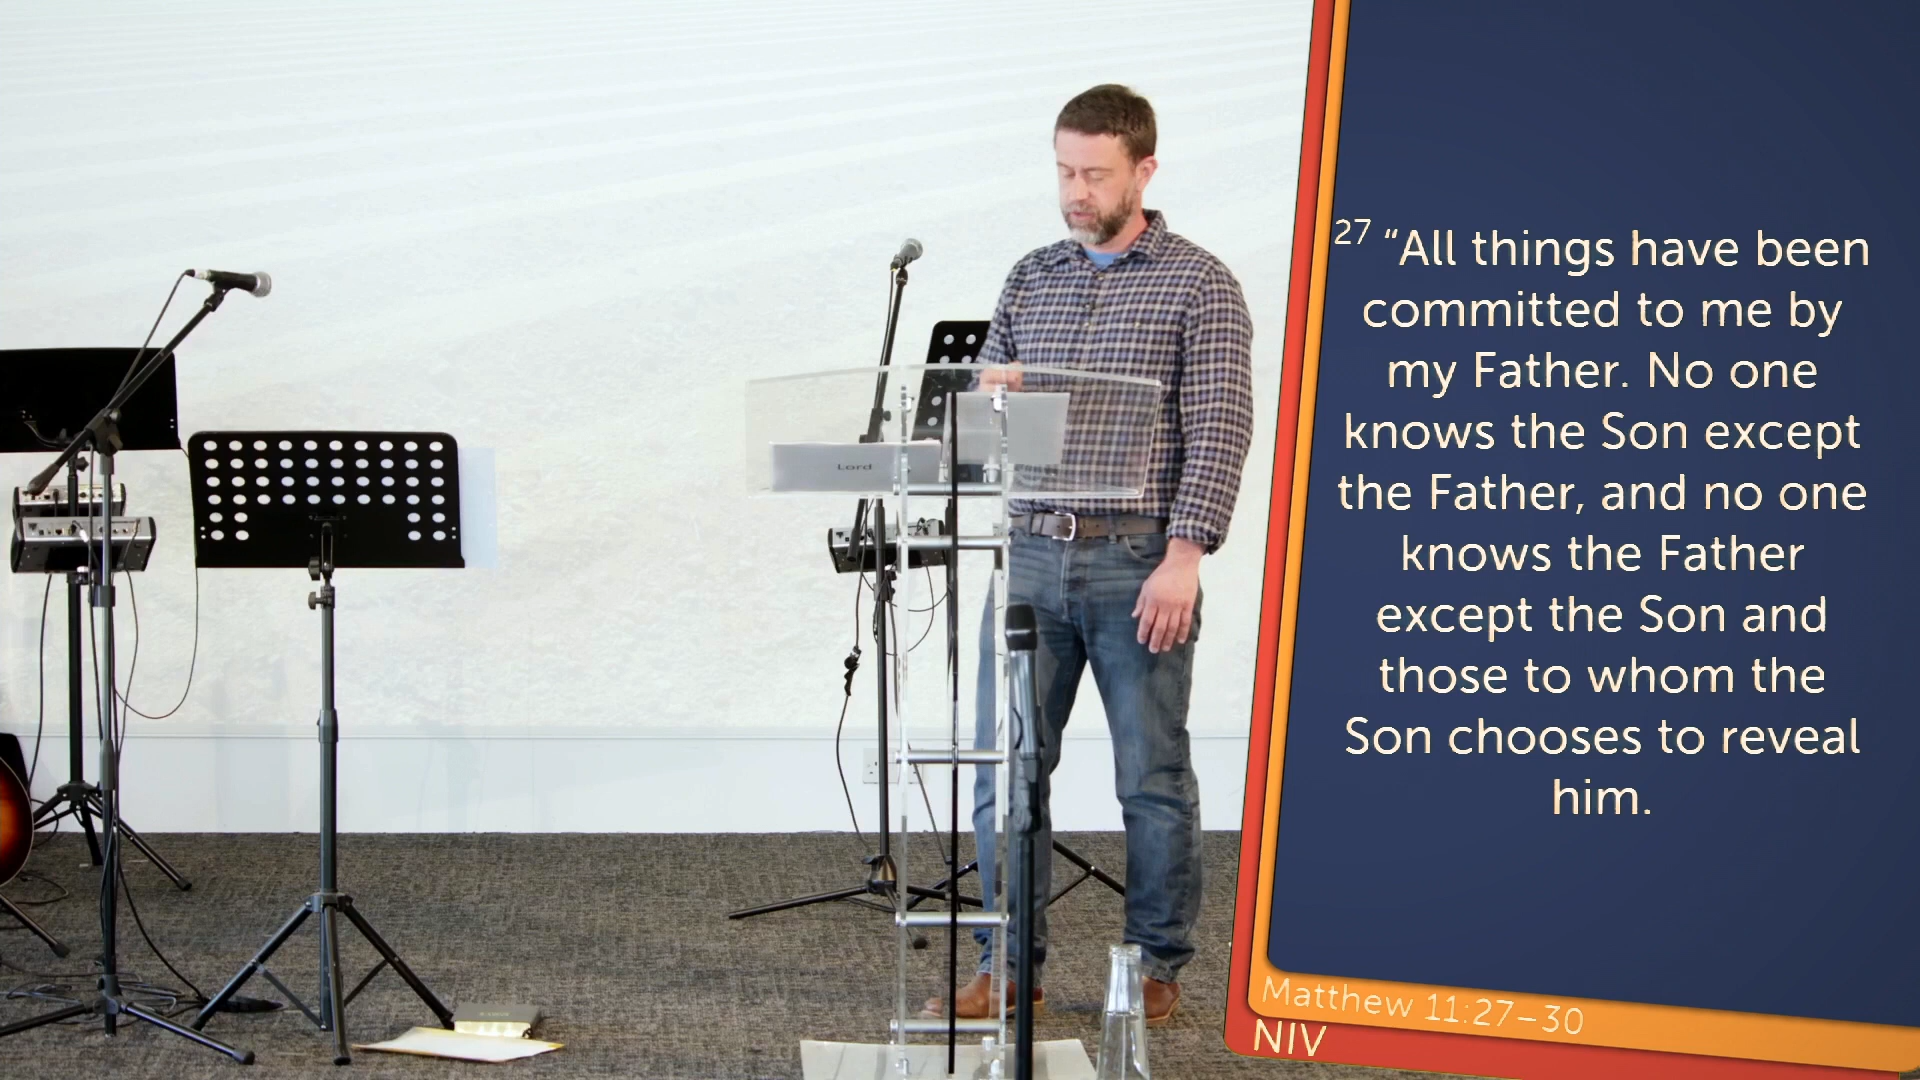 Lord
27 “All things have been
committed to me by
my Father. No one
knows the Son except
the Father, and no one
knows the Father
except the Son and
those to whom the
Son chooses to reveal
him.
Matthew 11:27–30
NIV